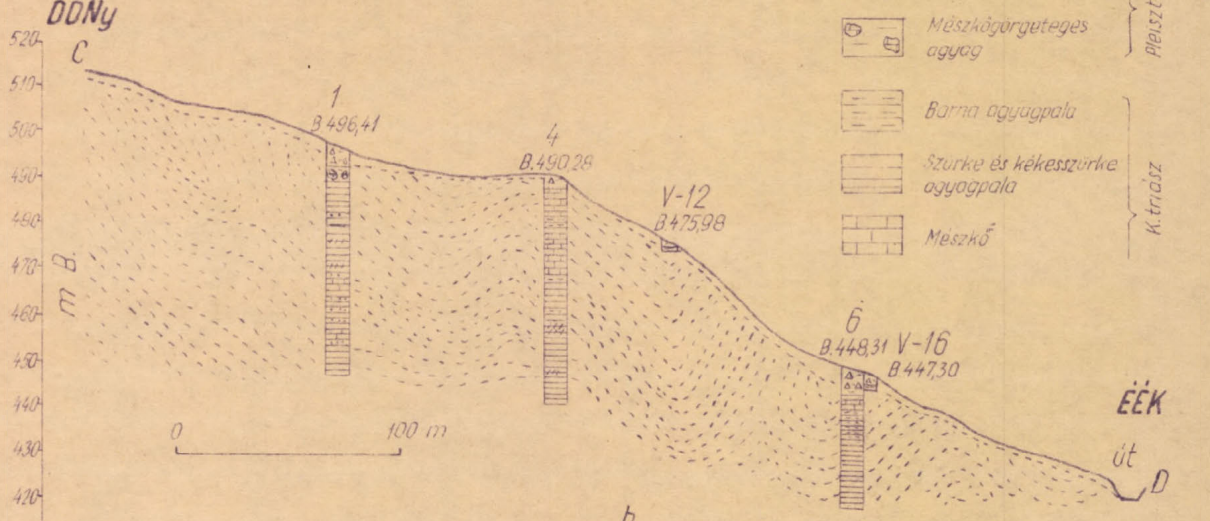 DDNy
C
520
510
500
490
480
470
460
450
440
430
420
m B.
1
B.496,41
4
B.490,29
V-12
B.475,98
6
B.448,31
V-16
B.447,30
ÉÉK
út
D
0 100 m
b
Mészkőgörgeteges
agyag
Barna agyagpala
Szürke és kékesszürke
agyagpala
Mészkő
Pleiszt
K.triász